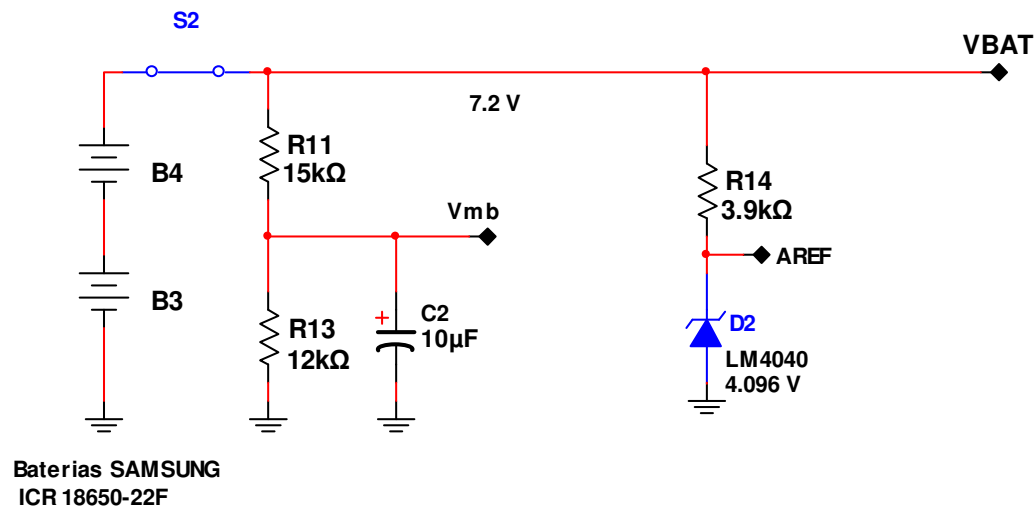 S2
VBAT
7.2 V
R11
15kΩ
B4
R14
3.9kΩ
Vmb
AREF
B3
R13
12kΩ
+
C2
10µF
D2
LM4040
4.096 V
Baterias SAMSUNG
ICR 18650-22F